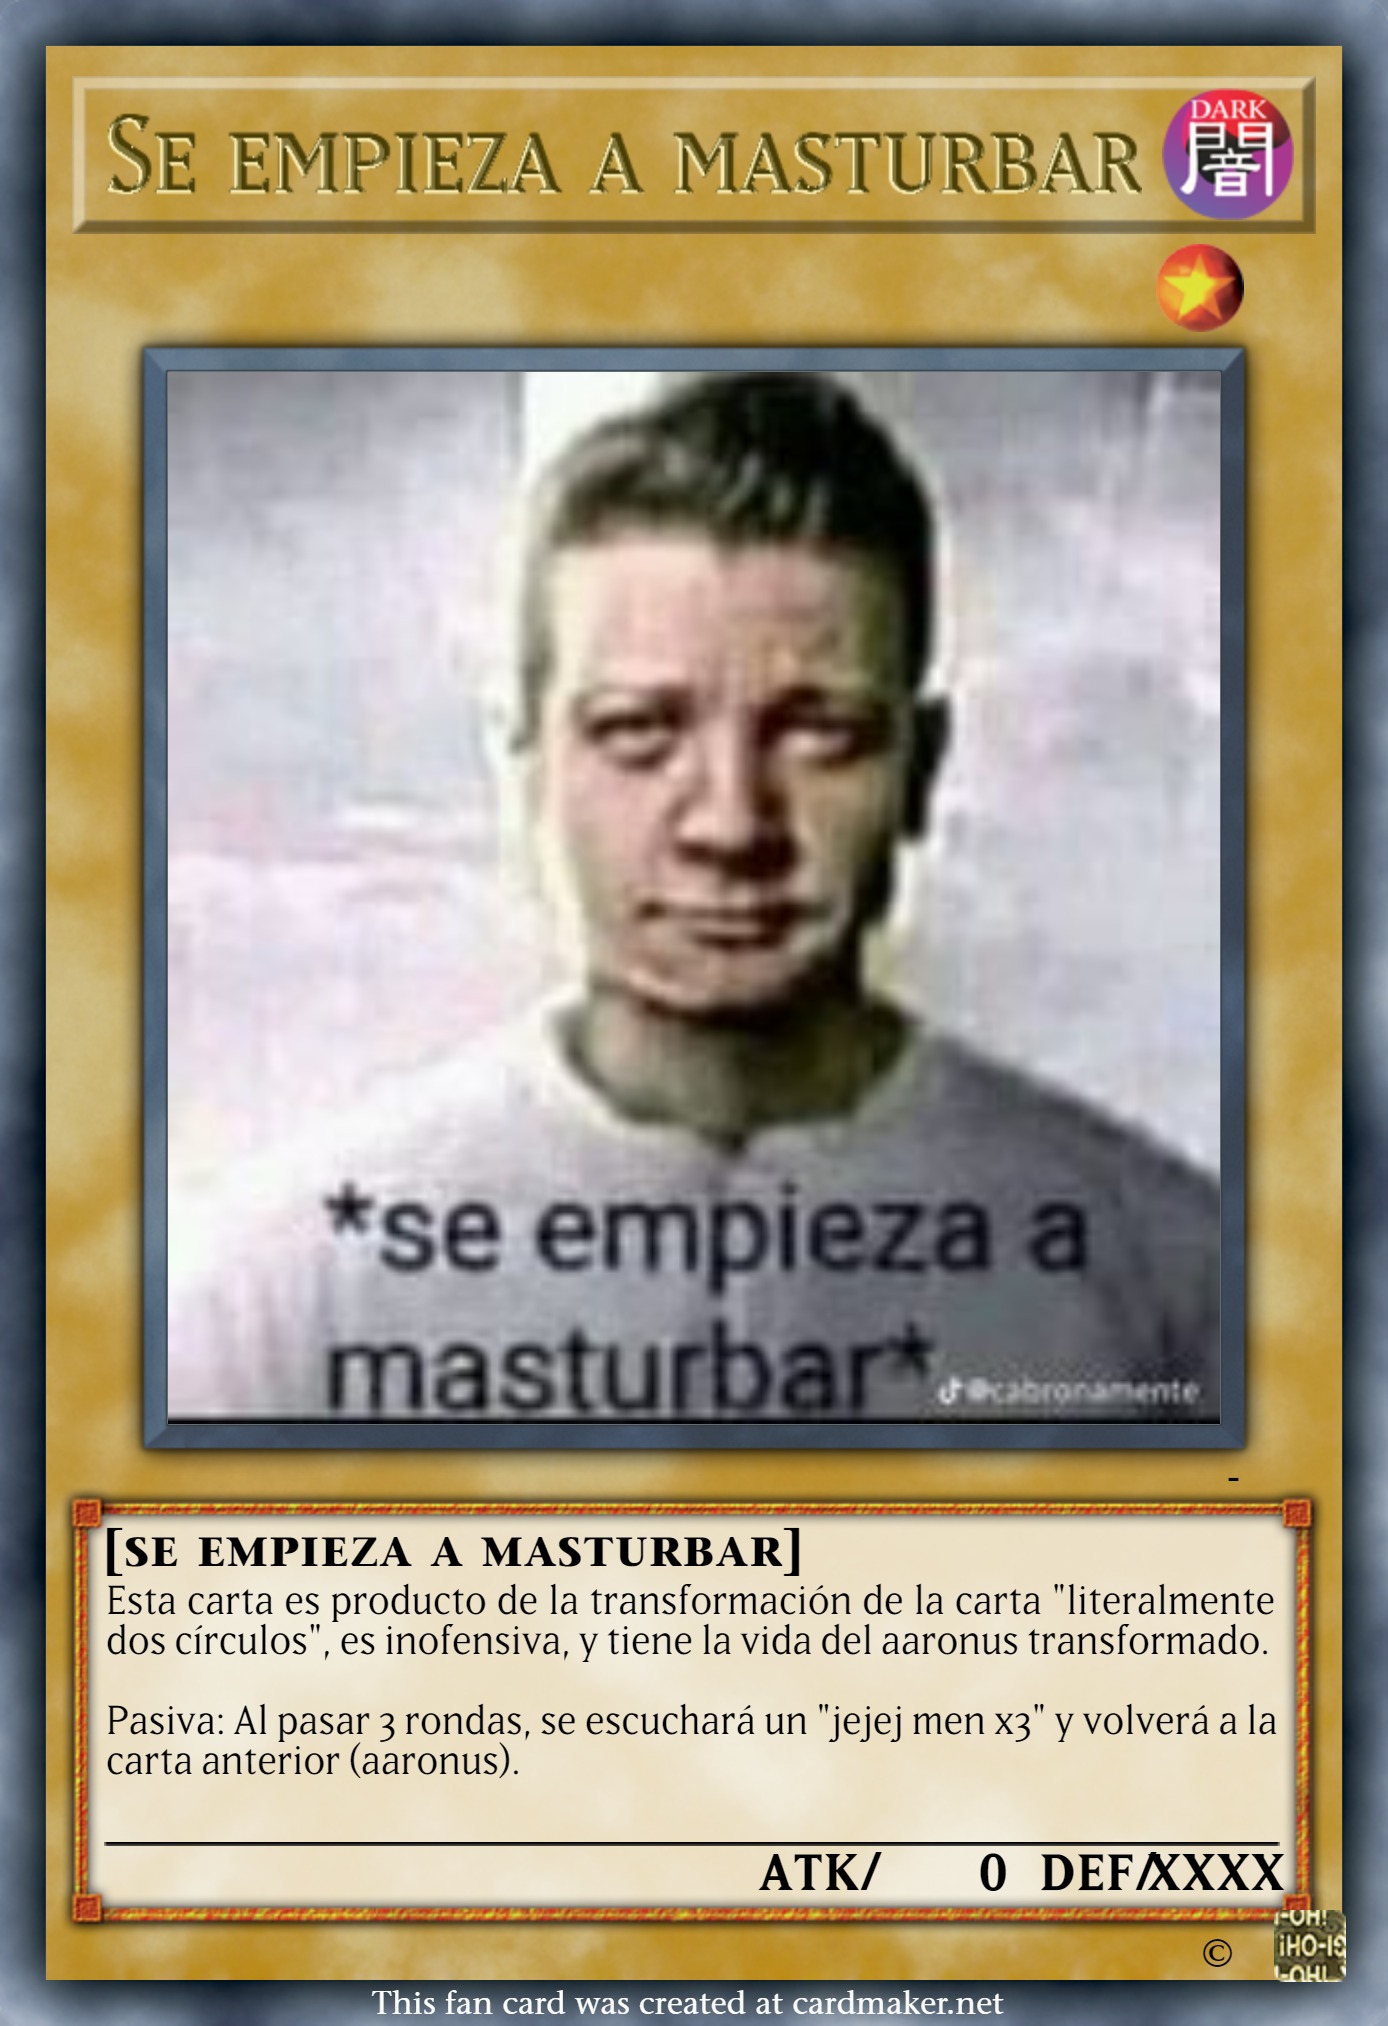 Se empieza a masturbar
DARK
闇
*se empieza a
masturbar*
@cabronamente
-
[se empieza a masturbar]
Esta carta es producto de la transformación de la carta "literalmente
dos círculos", es inofensiva, y tiene la vida del aaronus transformado.
Pasiva: Al pasar 3 rondas, se escuchará un "jejej men x3" y volverá a la
carta anterior (aaronus).
ATK/ 0 DEF/XXXX
©
This fan card was created at cardmaker.net